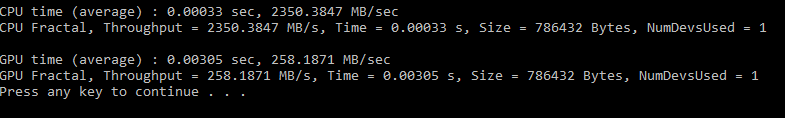 CPU time (average) : 0.00033 sec, 2350.3847 MB/sec
CPU Fractal, Throughput = 2350.3847 MB/s, Time = 0.00033 s, Size = 786432 Bytes, NumDevsUsed = 1
GPU time (average) : 0.00305 sec, 258.1871 MB/sec
GPU Fractal, Throughput = 258.1871 MB/s, Time = 0.00305 s, Size = 786432 Bytes, NumDevsUsed = 1
Press any key to continue . . .